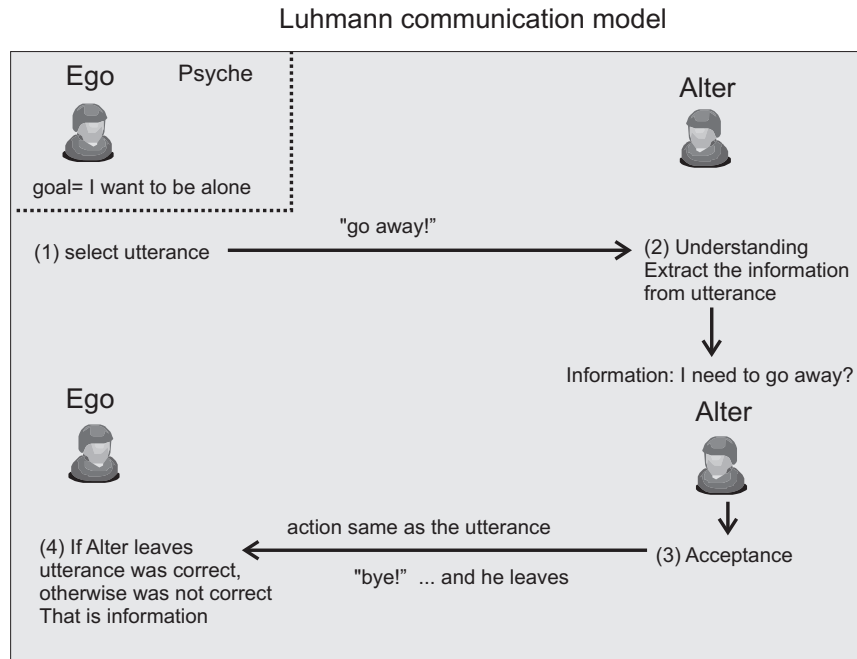 Luhmann communication model
Ego
Psyche
goal= I want to be alone
Alter
(1) select utterance
"go away!”
(2) Understanding
Extract the information
from utterance
Information: I need to go away?
Ego
Alter
(3) Acceptance
action same as the utterance
"bye!” ... and he leaves
(4) If Alter leaves
utterance was correct,
otherwise was not correct
That is information